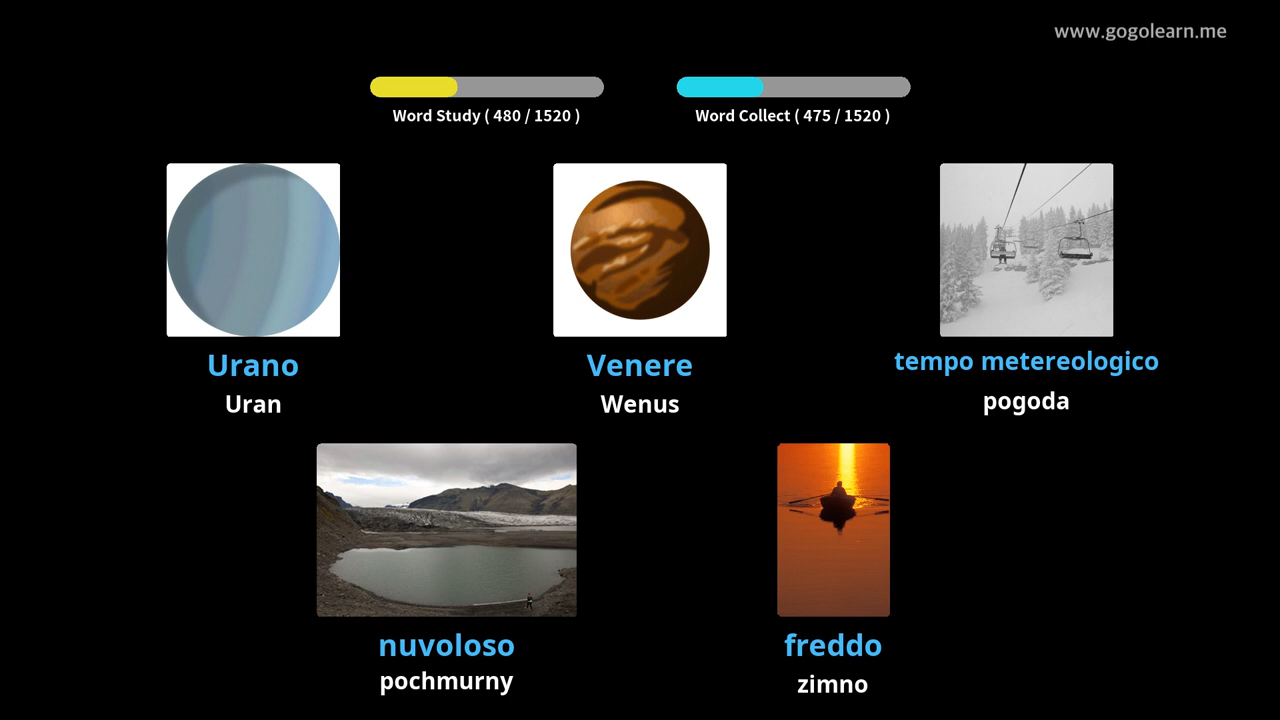 www.gogolearn.me
Word Study ( 480 / 1520 )
Word Collect ( 475 / 1520 )
Urano
Venere
tempo metereologico
Uran
Wenus
pogoda
nuvoloso
freddo
pochmurny
zimno